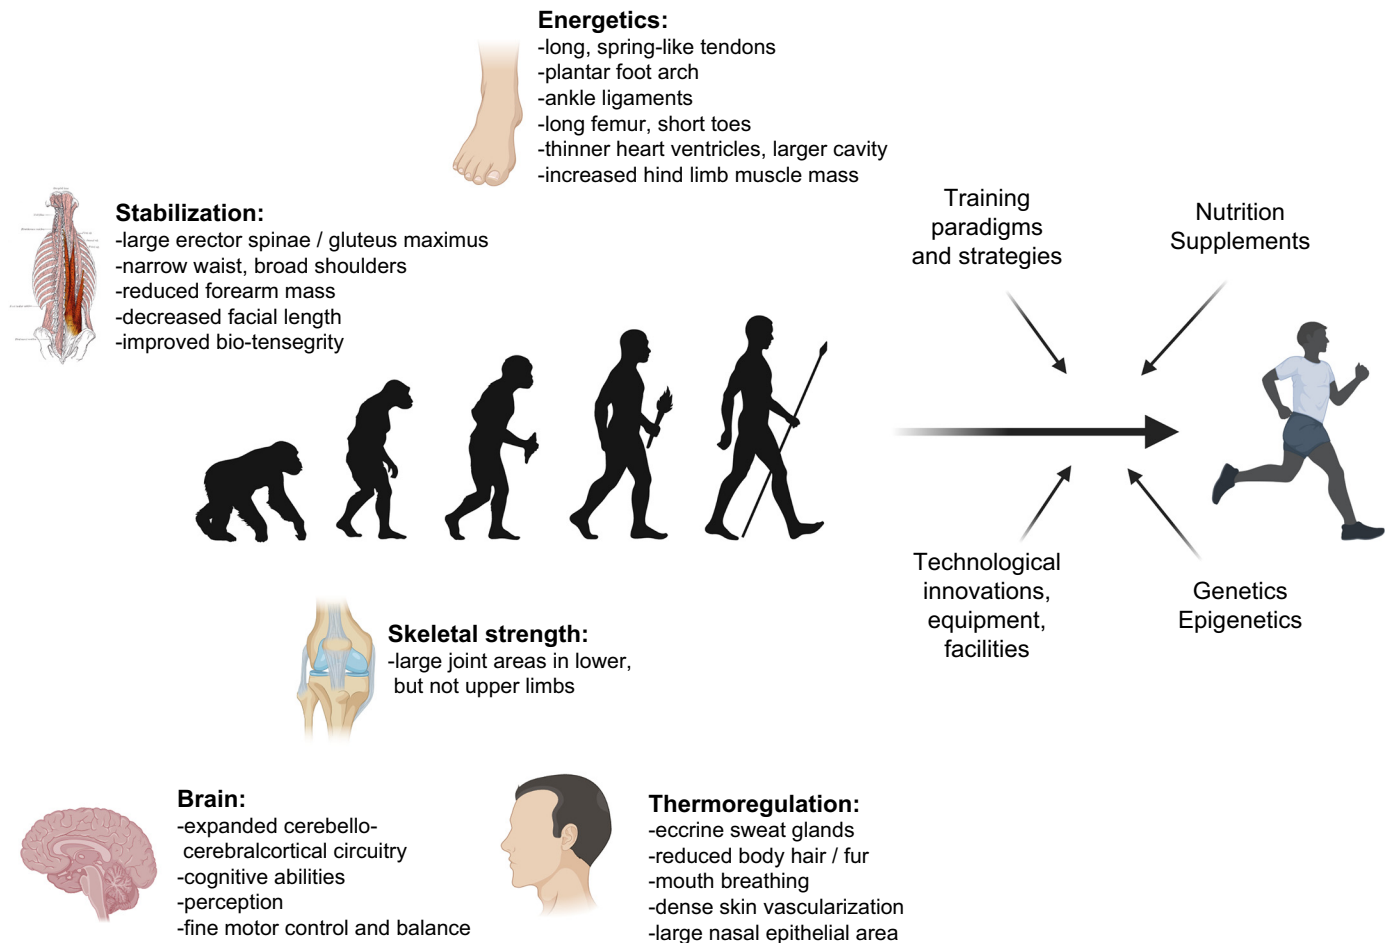 Energetics:
-long, spring-like tendons
-plantar foot arch
-ankle ligaments
-long femur, short toes
-thinner heart ventricles, larger cavity
-increased hind limb muscle mass
Stabilization:
-large erector spinae / gluteus maximus
-narrow waist, broad shoulders
-reduced forearm mass
-decreased facial length
-improved bio-tensegrity
Training
paradigms
and strategies
Nutrition
Supplements
Technological
innovations,
equipment,
facilities
Genetics
Epigenetics
Skeletal strength:
-large joint areas in lower,
but not upper limbs
Brain:
-expanded cerebello-
cerebralcortical circuitry
-cognitive abilities
-perception
-fine motor control and balance
Thermoregulation:
-eccrine sweat glands
-reduced body hair / fur
-mouth breathing
-dense skin vascularization
-large nasal epithelial area